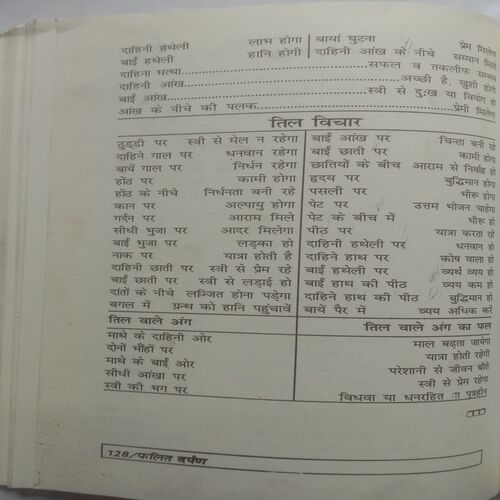 दाहिनी हथेली लाभ होगा बायां घुटना प्रेम मिलेगा
बाईं हथेली हानि होगी दाहिनी आंख के नीचे सम्मान मिले
दाहिना मत्था सफल व तकलीफ सम्मान
दाहिनी आंख अच्छी है, खुशी होगी
बाईं आंख स्त्री से दुःख या वियोग हो
आंख के नीचे की पलक प्रेमी मिलेगा
तिल विचार
ठुड्डी पर स्त्री से मेल न रहेगा बाईं आंख पर चिन्ता बनी रहे
दाहिने गाल पर धनवान रहेगा बाईं छाती पर कामी होगा
बायें गाल पर निर्धन रहेगा छातियों के बीच आराम से निर्वाह हो
होंठ पर कामी होगा हृदय पर बुद्धिमान होगा
होंठ के नीचे निर्धनता बनी रहे पसली पर भीरू होगा
कान पर अल्पायु होगा पेट पर उत्तम भोजन चाहेगा
गर्दन पर आराम मिले पेट के बीच में भीरू हो
सीधी भुजा पर आदर मिलेगा पीठ पर यात्रा करता रहे
बाईं भुजा पर लड़का हो दाहिनी हथेली पर धनवान हो
नाक पर यात्रा होती है दाहिने हाथ पर कोष वाला हो
दाहिनी छाती पर स्त्री से प्रेम रहे बाईं हथेली पर व्यर्थ व्यय हो
बाईं छाती पर स्त्री से लड़ाई हो बाईं हाथ की पीठ व्यय कम हो
दातों के नीचे लज्जित होना पड़ेगा दाहिने हाथ की पीठ बुद्धिमान हो
बगल में ग्रन्थ को हानि पहुंचावें बायें पैर में व्यय अधिक करें
तिल वाले अंग तिल वाले अंग का फल
माथे के दाहिनी ओर माल बढ़ता जायेगा
दोनों भौंहों पर यात्रा होती रहेगी
माथे के बाईं ओर परेशानी से जीवन बीते
सीधी आंखा पर स्त्री से प्रेम रहेगा
स्त्री की भग पर विधवा या धनरहित पुत्रहीन
128/फलित दर्पण